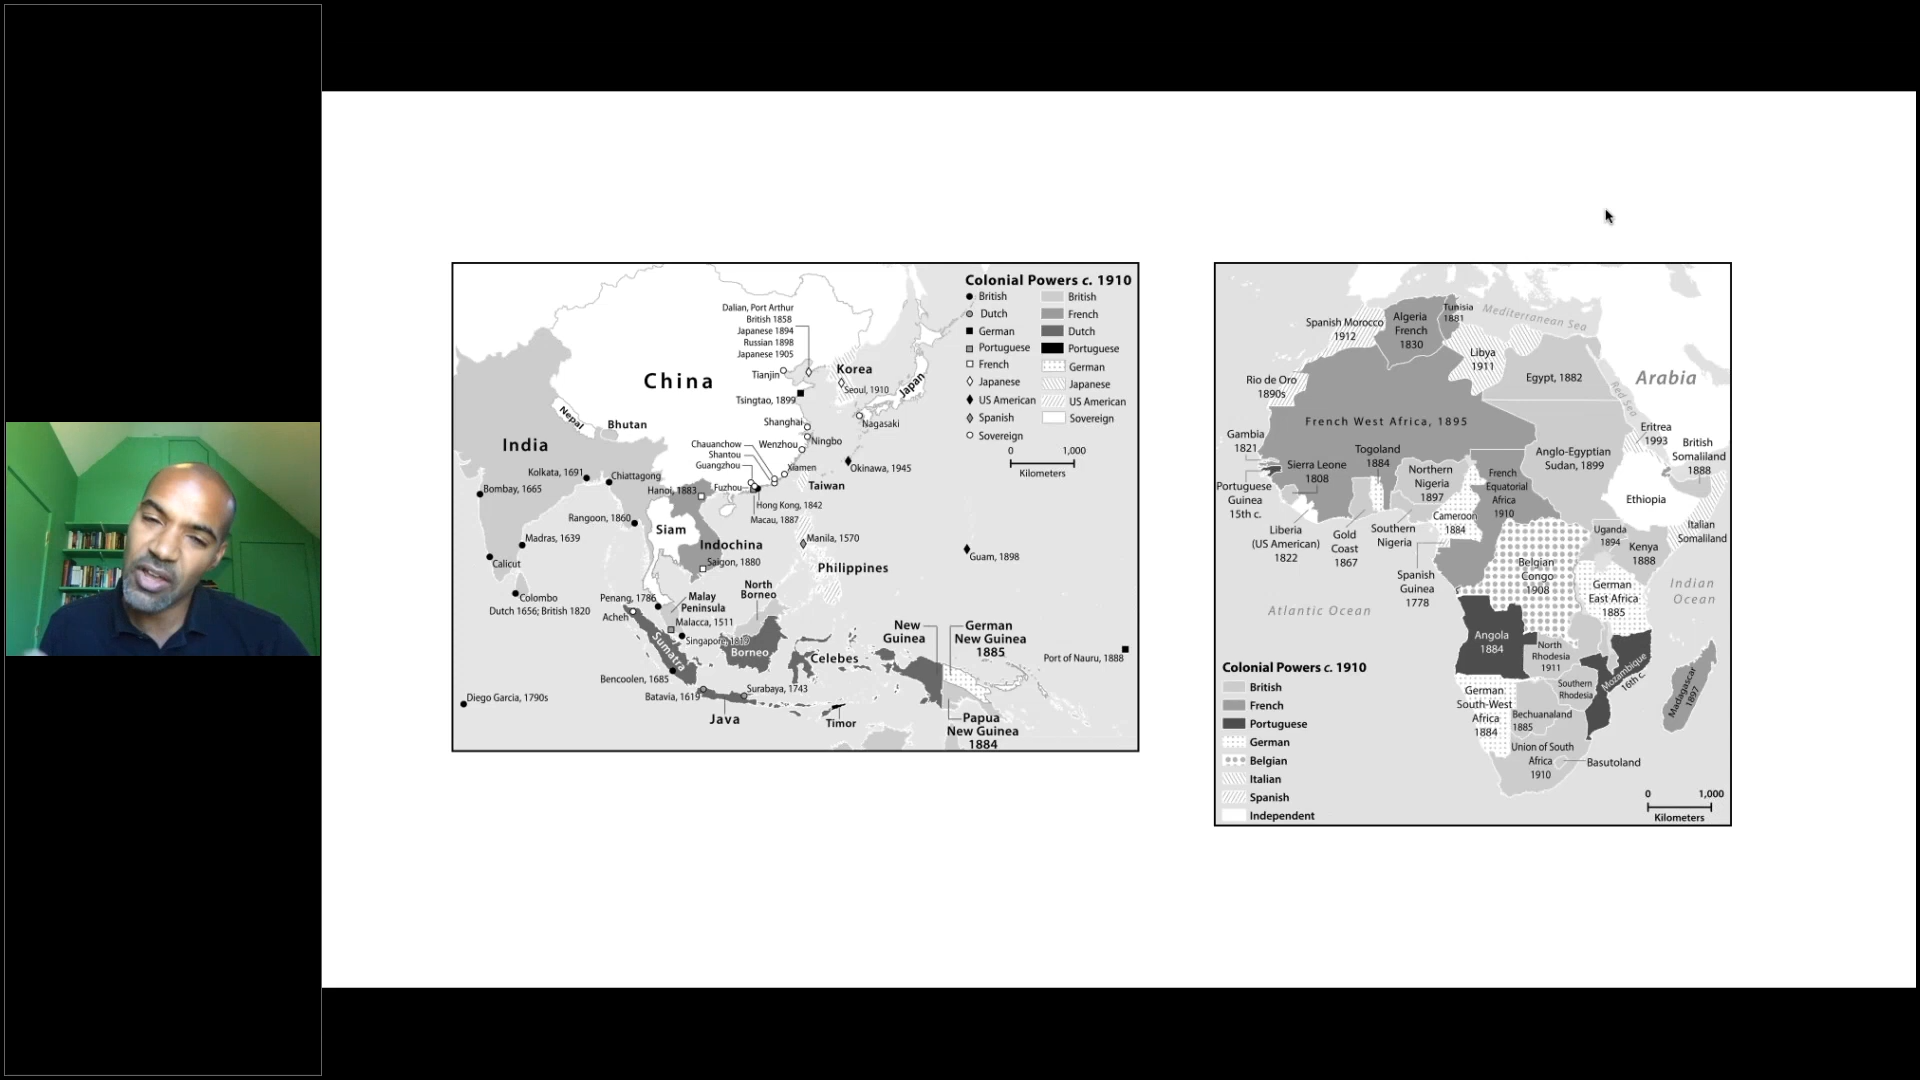 Colonial Powers c. 1910
British
Dutch
German
Portuguese
French
Japanese
US American
Spanish
Sovereign
British
French
Dutch
Portuguese
German
Japanese
US American
Sovereign
0 1,000
Kilometers
Dalian, Port Arthur
British 1858
Japanese 1894
Russian 1898
Japanese 1905
Tianjin
Korea
Seoul, 1910
Japan
China
Tsingtao, 1899
Nagasaki
Shanghai
Ningbo
Wenzhou
Nepal
Bhutan
India
Chauanchow
Shantou
Guangzhou
Xiamen
Okinawa, 1945
Kolkata, 1691
Chiattagong
Bombay, 1665
Hanoi, 1883
Fuzhou
Taiwan
Hong Kong, 1842
Macau, 1887
Rangoon, 1860
Siam
Madras, 1639
Indochina
Manila, 1570
Guam, 1898
Calicut
Saigon, 1880
Philippines
Colombo
Dutch 1656; British 1820
North
Borneo
Penang, 1786
Malay
Peninsula
Acheh
Malacca, 1511
Singapore, 1819
Sumatra
Borneo
Celebes
New
Guinea
German
New Guinea
1885
Port of Nauru, 1888
Bencoolen, 1685
Batavia, 1619
Surabaya, 1743
Diego Garcia, 1790s
Java
Timor
Papua
New Guinea
1884
Spanish Morocco
1912
Algeria
French
1830
Tunisia
1881
Mediterranean Sea
Libya
1911
Egypt, 1882
Arabia
Red Sea
Rio de Oro
1890s
French West Africa, 1895
Gambia
1821
Sierra Leone
1808
Togoland
1884
Northern
Nigeria
1897
French
Equatorial
Africa
1910
Anglo-Egyptian
Sudan, 1899
Eritrea
1993
British
Somaliland
1888
Portuguese
Guinea
15th c.
Ethiopia
Cameroon
1884
Liberia
(US American)
1822
Gold
Coast
1867
Southern
Nigeria
Uganda
1894
Kenya
1888
Italian
Somaliland
Spanish
Guinea
1778
Belgian
Congo
1908
German
East Africa
1885
Indian
Ocean
Atlantic Ocean
Angola
1884
North
Rhodesia
1911
Mozambique
16th c.
Southern
Rhodesia
Madagascar
1897
German
South-West
Africa
1884
Bechuanaland
1885
Union of South
Africa
1910
Basutoland
Colonial Powers c. 1910
British
French
Portuguese
German
Belgian
Italian
Spanish
Independent
0 1,000
Kilometers